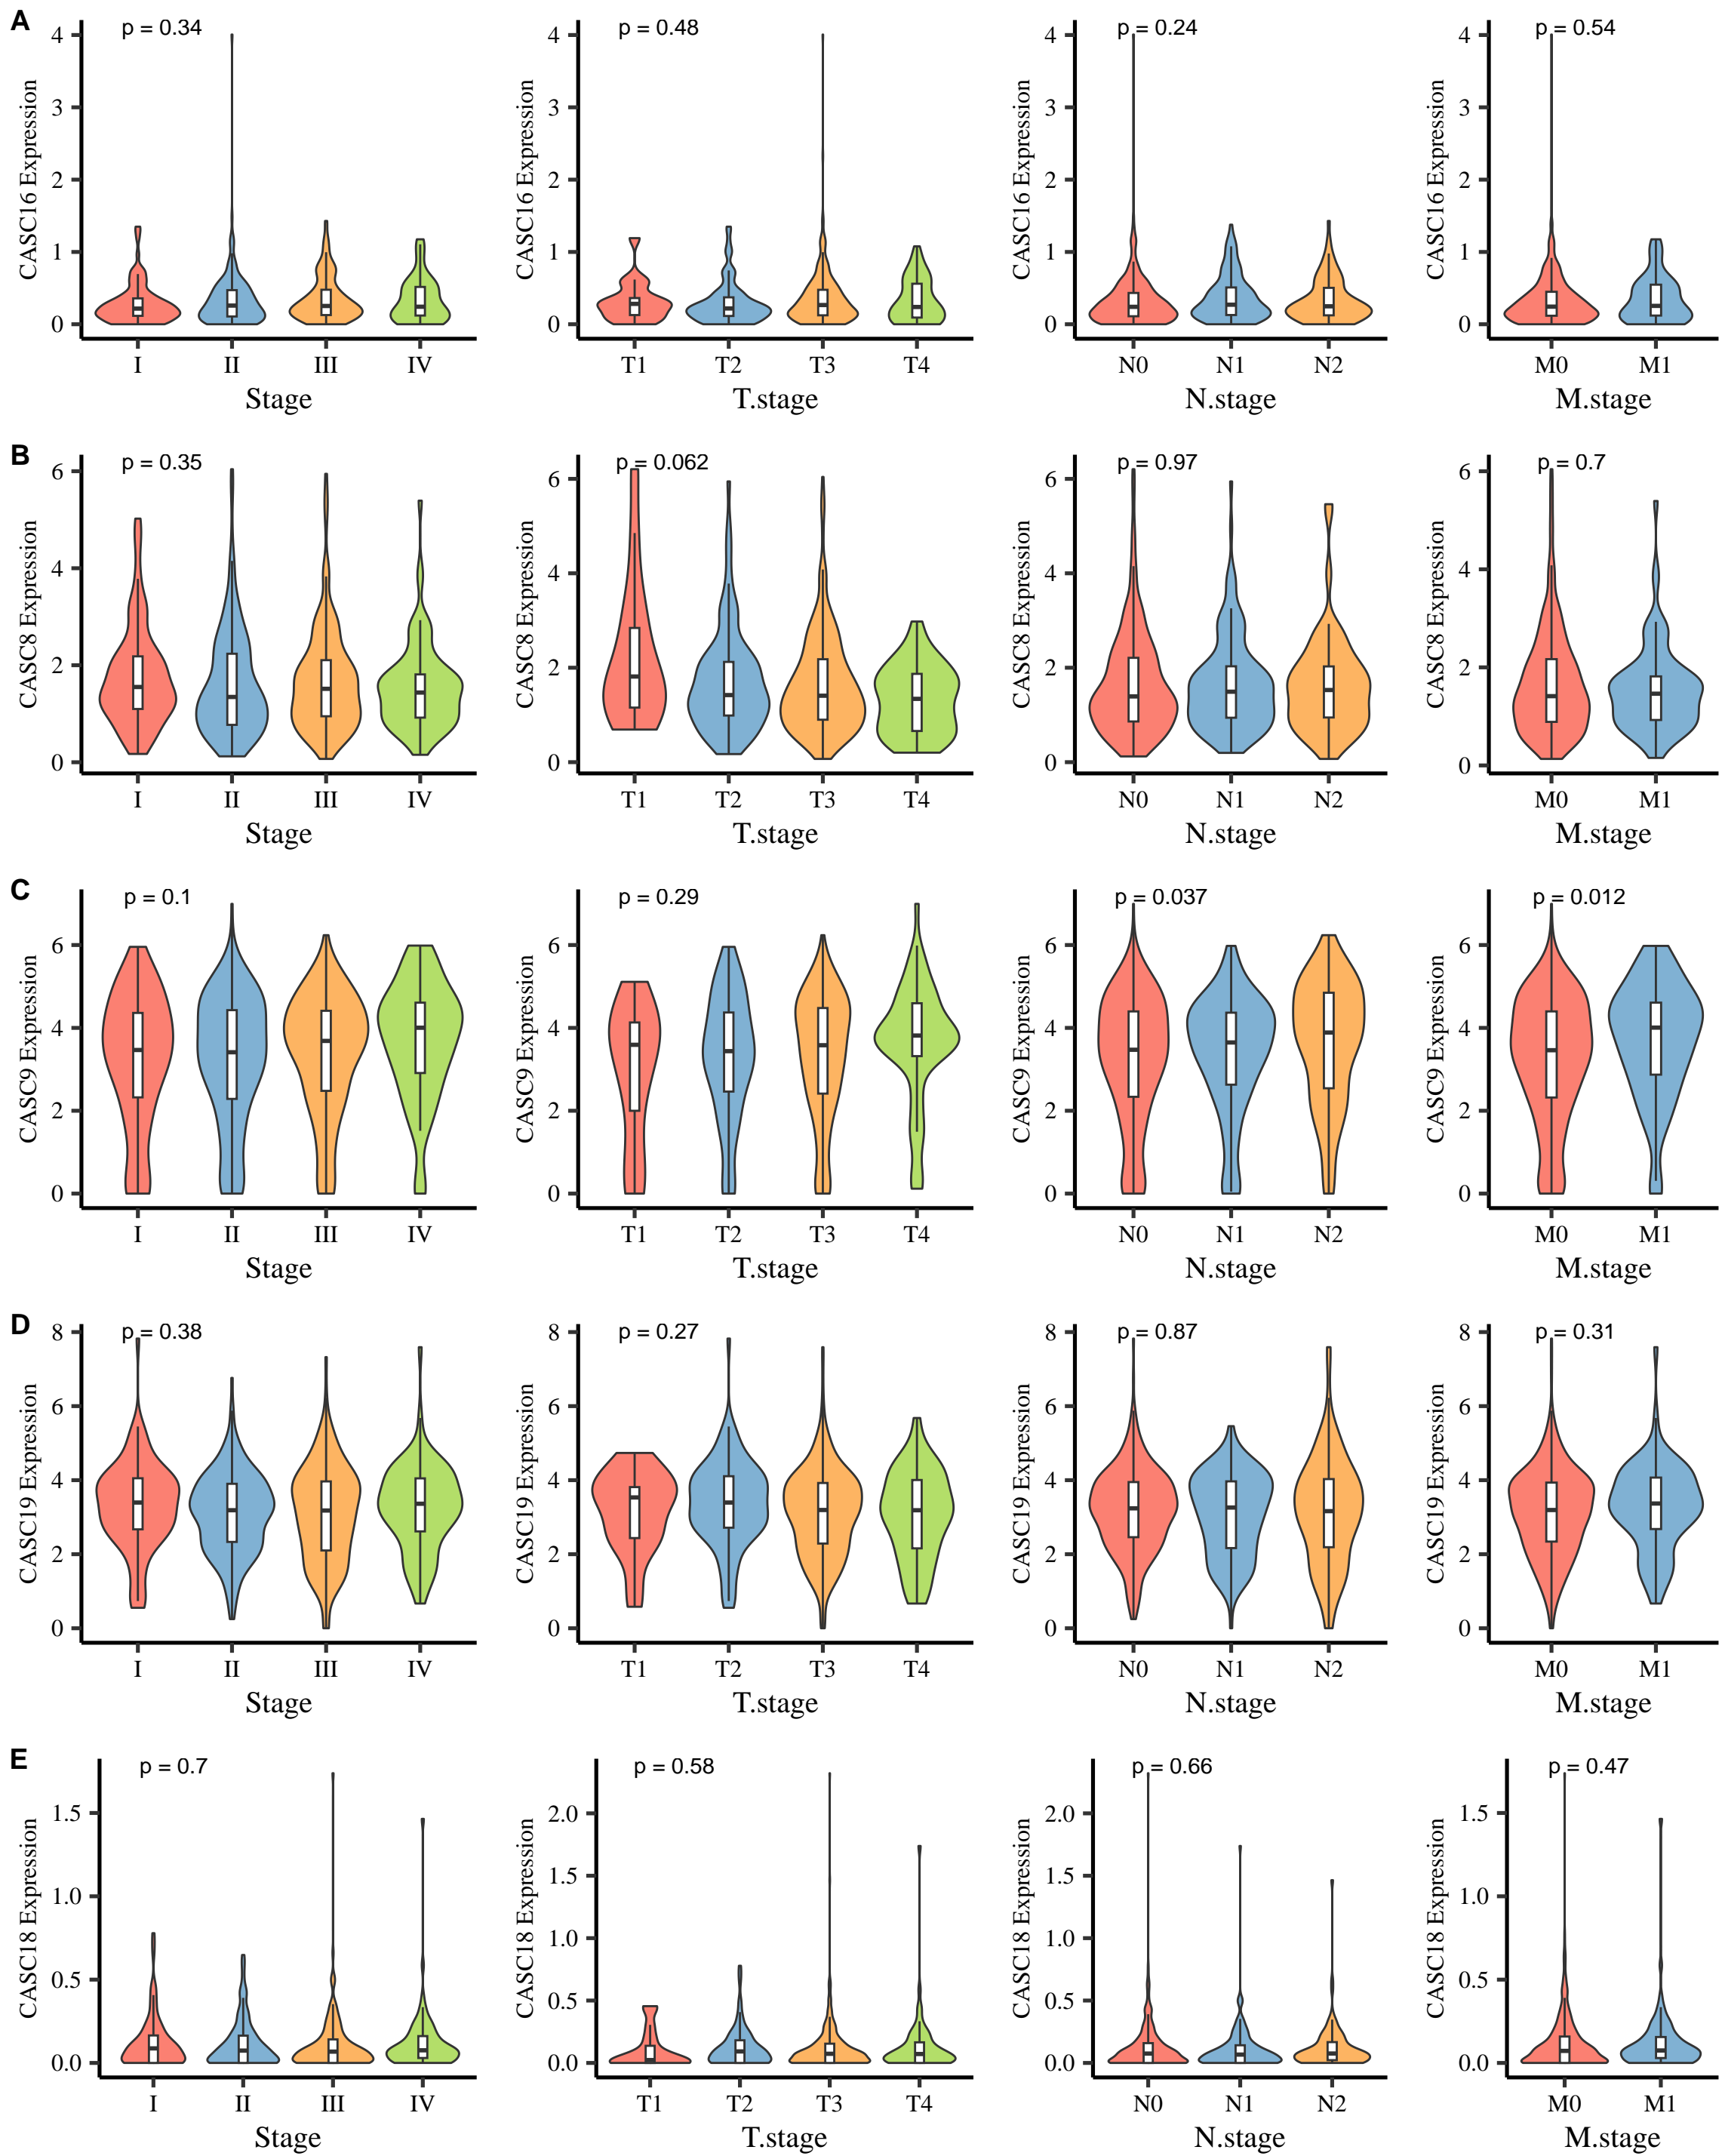 A
p = 0.34
CASC16 Expression
4
3
2
1
0
I II III IV
Stage
p = 0.48
CASC16 Expression
4
3
2
1
0
T1 T2 T3 T4
T.stage
p = 0.24
CASC16 Expression
4
3
2
1
0
N0 N1 N2
N.stage
p = 0.54
CASC16 Expression
4
3
2
1
0
M0 M1
M.stage
B
p = 0.35
CASC8 Expression
6
4
2
0
I II III IV
Stage
p = 0.062
CASC8 Expression
6
4
2
0
T1 T2 T3 T4
T.stage
p = 0.97
CASC8 Expression
6
4
2
0
N0 N1 N2
N.stage
p = 0.7
CASC8 Expression
6
4
2
0
M0 M1
M.stage
C
p = 0.1
CASC9 Expression
6
4
2
0
I II III IV
Stage
p = 0.29
CASC9 Expression
6
4
2
0
T1 T2 T3 T4
T.stage
p = 0.037
CASC9 Expression
6
4
2
0
N0 N1 N2
N.stage
p = 0.012
CASC9 Expression
6
4
2
0
M0 M1
M.stage
D
p = 0.38
CASC19 Expression
8
6
4
2
0
I II III IV
Stage
p = 0.27
CASC19 Expression
8
6
4
2
0
T1 T2 T3 T4
T.stage
p = 0.87
CASC19 Expression
8
6
4
2
0
N0 N1 N2
N.stage
p = 0.31
CASC19 Expression
8
6
4
2
0
M0 M1
M.stage
E
p = 0.7
CASC18 Expression
1.5
1.0
0.5
0.0
I II III IV
Stage
p = 0.58
CASC18 Expression
2.0
1.5
1.0
0.5
0.0
T1 T2 T3 T4
T.stage
p = 0.66
CASC18 Expression
2.0
1.5
1.0
0.5
0.0
N0 N1 N2
N.stage
p = 0.47
CASC18 Expression
1.5
1.0
0.5
0.0
M0 M1
M.stage